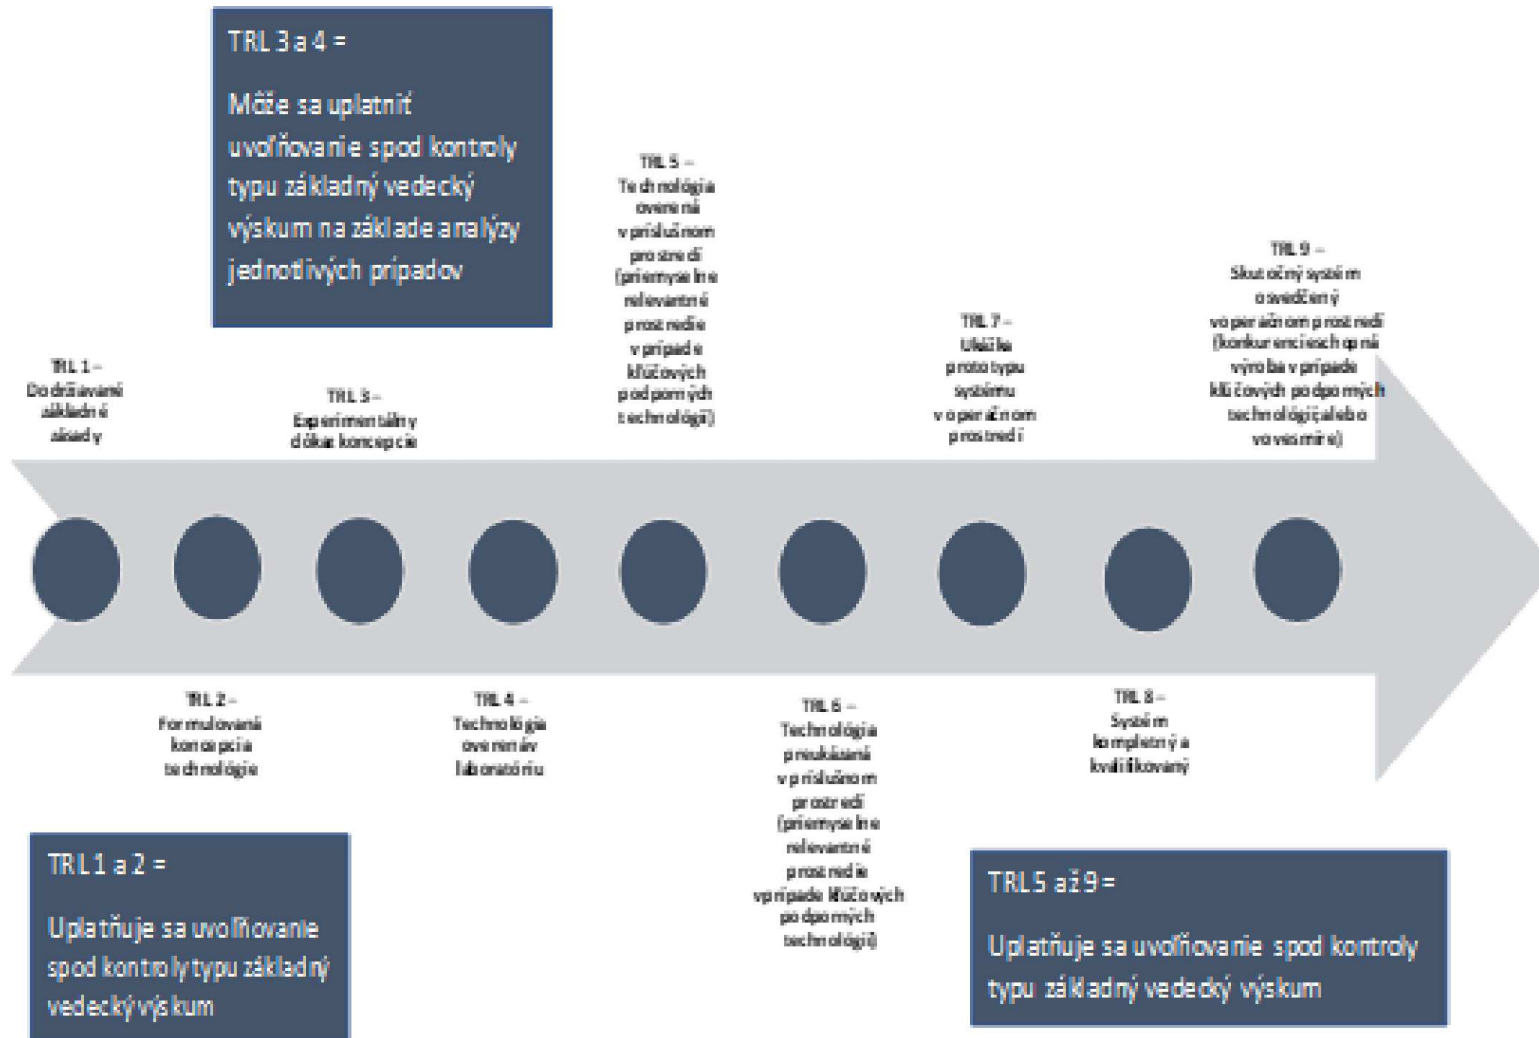 TRL 3 a 4 =
Môže sa uplatniť
uvoľňovanie spod kontroly
typu základný vedecký
výskum na základe analýzy
jednotlivých prípadov
TRL 1 –
Dodržiavané
základné
zásady
TRL 3 –
Experimentálny
dôkaz koncepcie
TRL 5 –
Technológia
overená
v príslušnom
prostredí
(priemyselne
relevantné
prostredie
v prípade
kľúčových
podporných
technológií)
TRL 7 –
Ukážka
prototypu
systému
v operačnom
prostredí
TRL 9 –
Skutočný systém
osvedčený
v operačnom prostredí
(konkurencieschopná
výroba v prípade
kľúčových podporných
technológií; alebo
vo vesmíre)
TRL 2 –
Formulovaná
koncepcia
technológie
TRL 4 –
Technológia
overená v
laboratóriu
TRL 6 –
Technológia
preukázaná
v príslušnom
prostredí
(priemyselne
relevantné
prostredie
v prípade kľúčových
podporných
technológií)
TRL 8 –
Systém
kompletný a
kvalifikovaný
TRL 1 a 2 =
Uplatňuje sa uvoľňovanie
spod kontroly typu základný
vedecký výskum
TRL 5 až 9 =
Uplatňuje sa uvoľňovanie spod kontroly
typu základný vedecký výskum